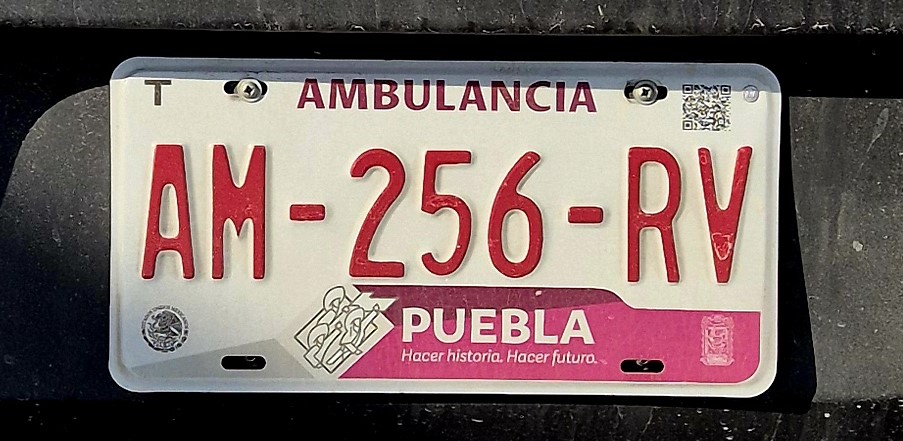 T AMBULANCIA
AM-256-RV
PUEBLA
Hacer historia. Hacer futuro.